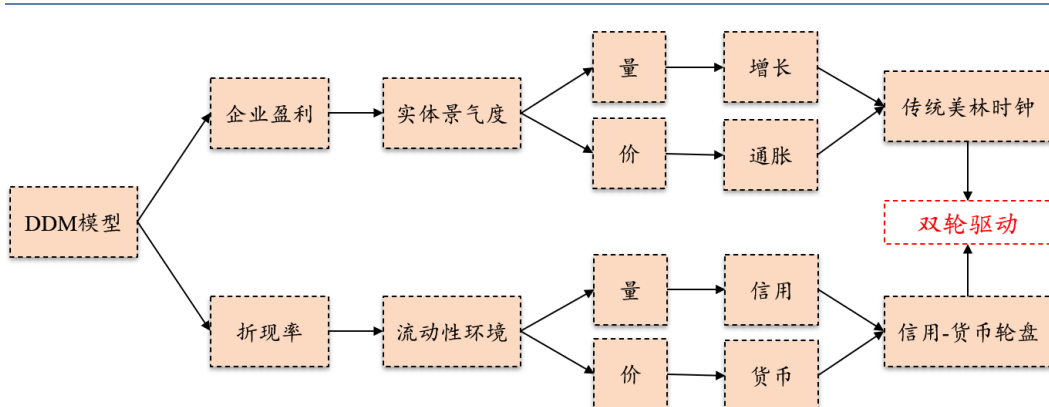 DDM模型
企业盈利
实体景气度
量
增长
价
通胀
传统美林时钟
双轮驱动
折现率
流动性环境
量
信用
价
货币
信用-货币轮盘